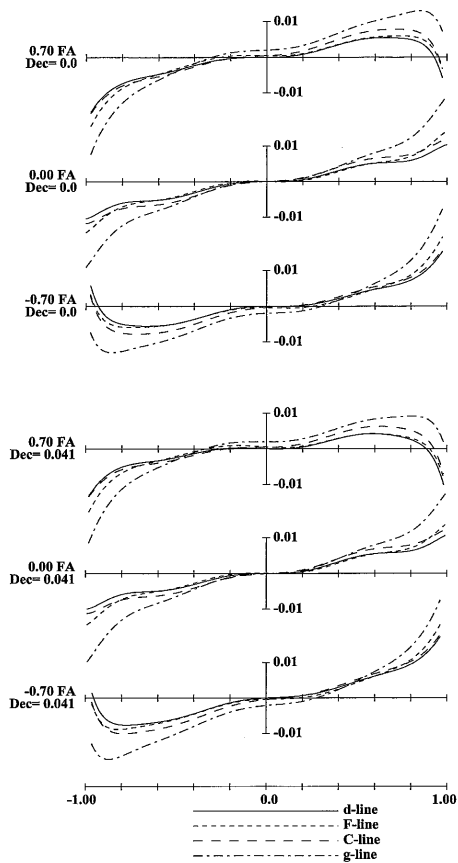 0.01
0.70 FA
Dec= 0.0
-0.01
0.01
0.00 FA
Dec= 0.0
-0.01
0.01
-0.70 FA
Dec= 0.0
-0.01
0.01
0.70 FA
Dec= 0.041
-0.01
0.01
0.00 FA
Dec= 0.041
-0.01
0.01
-0.70 FA
Dec= 0.041
-0.01
-1.00 0.0 1.00
d-line
F-line
C-line
g-line